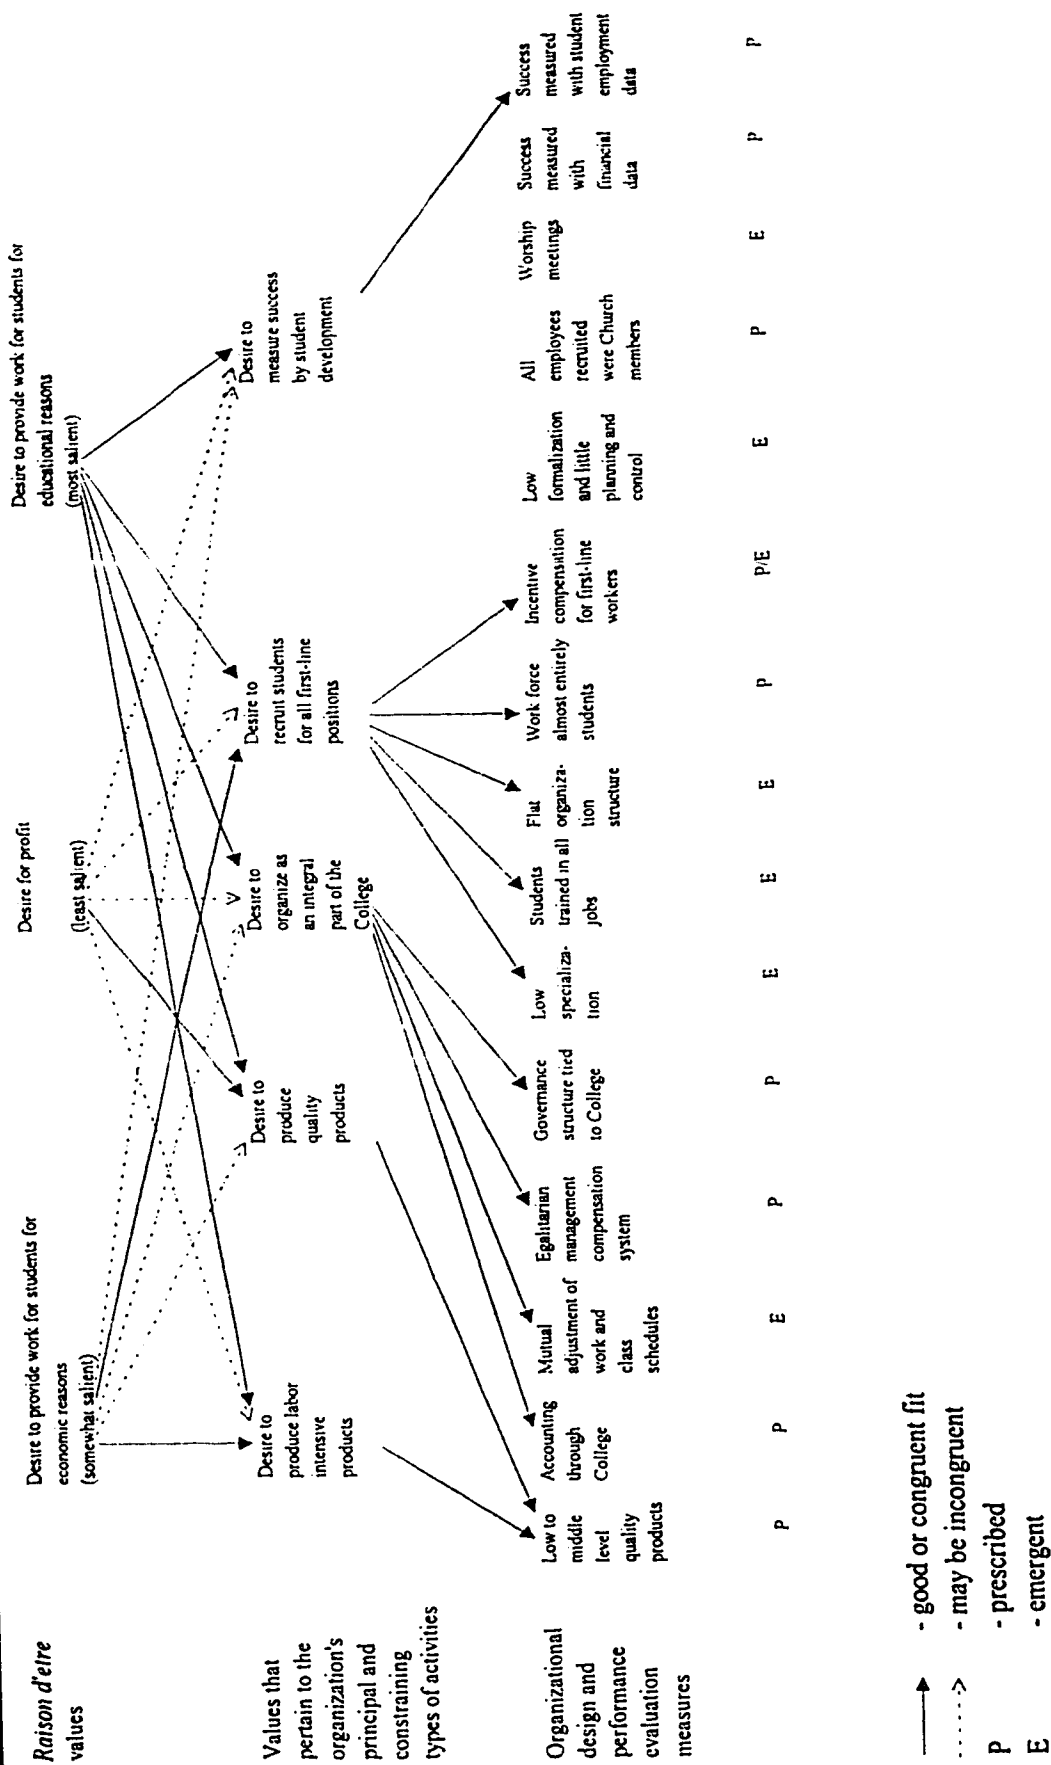 Raison d'etre
values
Desire to provide work for students for
economic reasons
(somewhat salient)
Desire for profit
(least salient)
Desire to provide work for students for
educational reasons
(most salient)
Values that
pertain to the
organization's
principal and
constraining
types of activities
Desire to
produce labor
intensive
products
Desire to
produce
quality
products
Desire to
organize as
an integral
part of the
College
Desire to
recruit students
for all first-line
positions
Desire to
measure success
by student
development
Organizational
design and
performance
evaluation
measures
Low to
middle
level
quality
products
Accounting
through
College
Mutual
adjustment of
work and
class
schedules
Egalitarian
management
compensation
system
Governance
structure tied
to College
Low
specializa-
tion
Students
trained in all
jobs
Flat
organiza-
tion
structure
Work force
almost entirely
students
Incentive
compensation
for first-line
workers
Low
formalization
and little
planning and
control
All
employees
recruited
were Church
members
Worship
meetings
Success
measured
with
financial
data
Success
measured
with student
employment
data
P P E P P E E E P P/E E P E P P
- good or congruent fit
- may be incongruent
P - prescribed
E - emergent